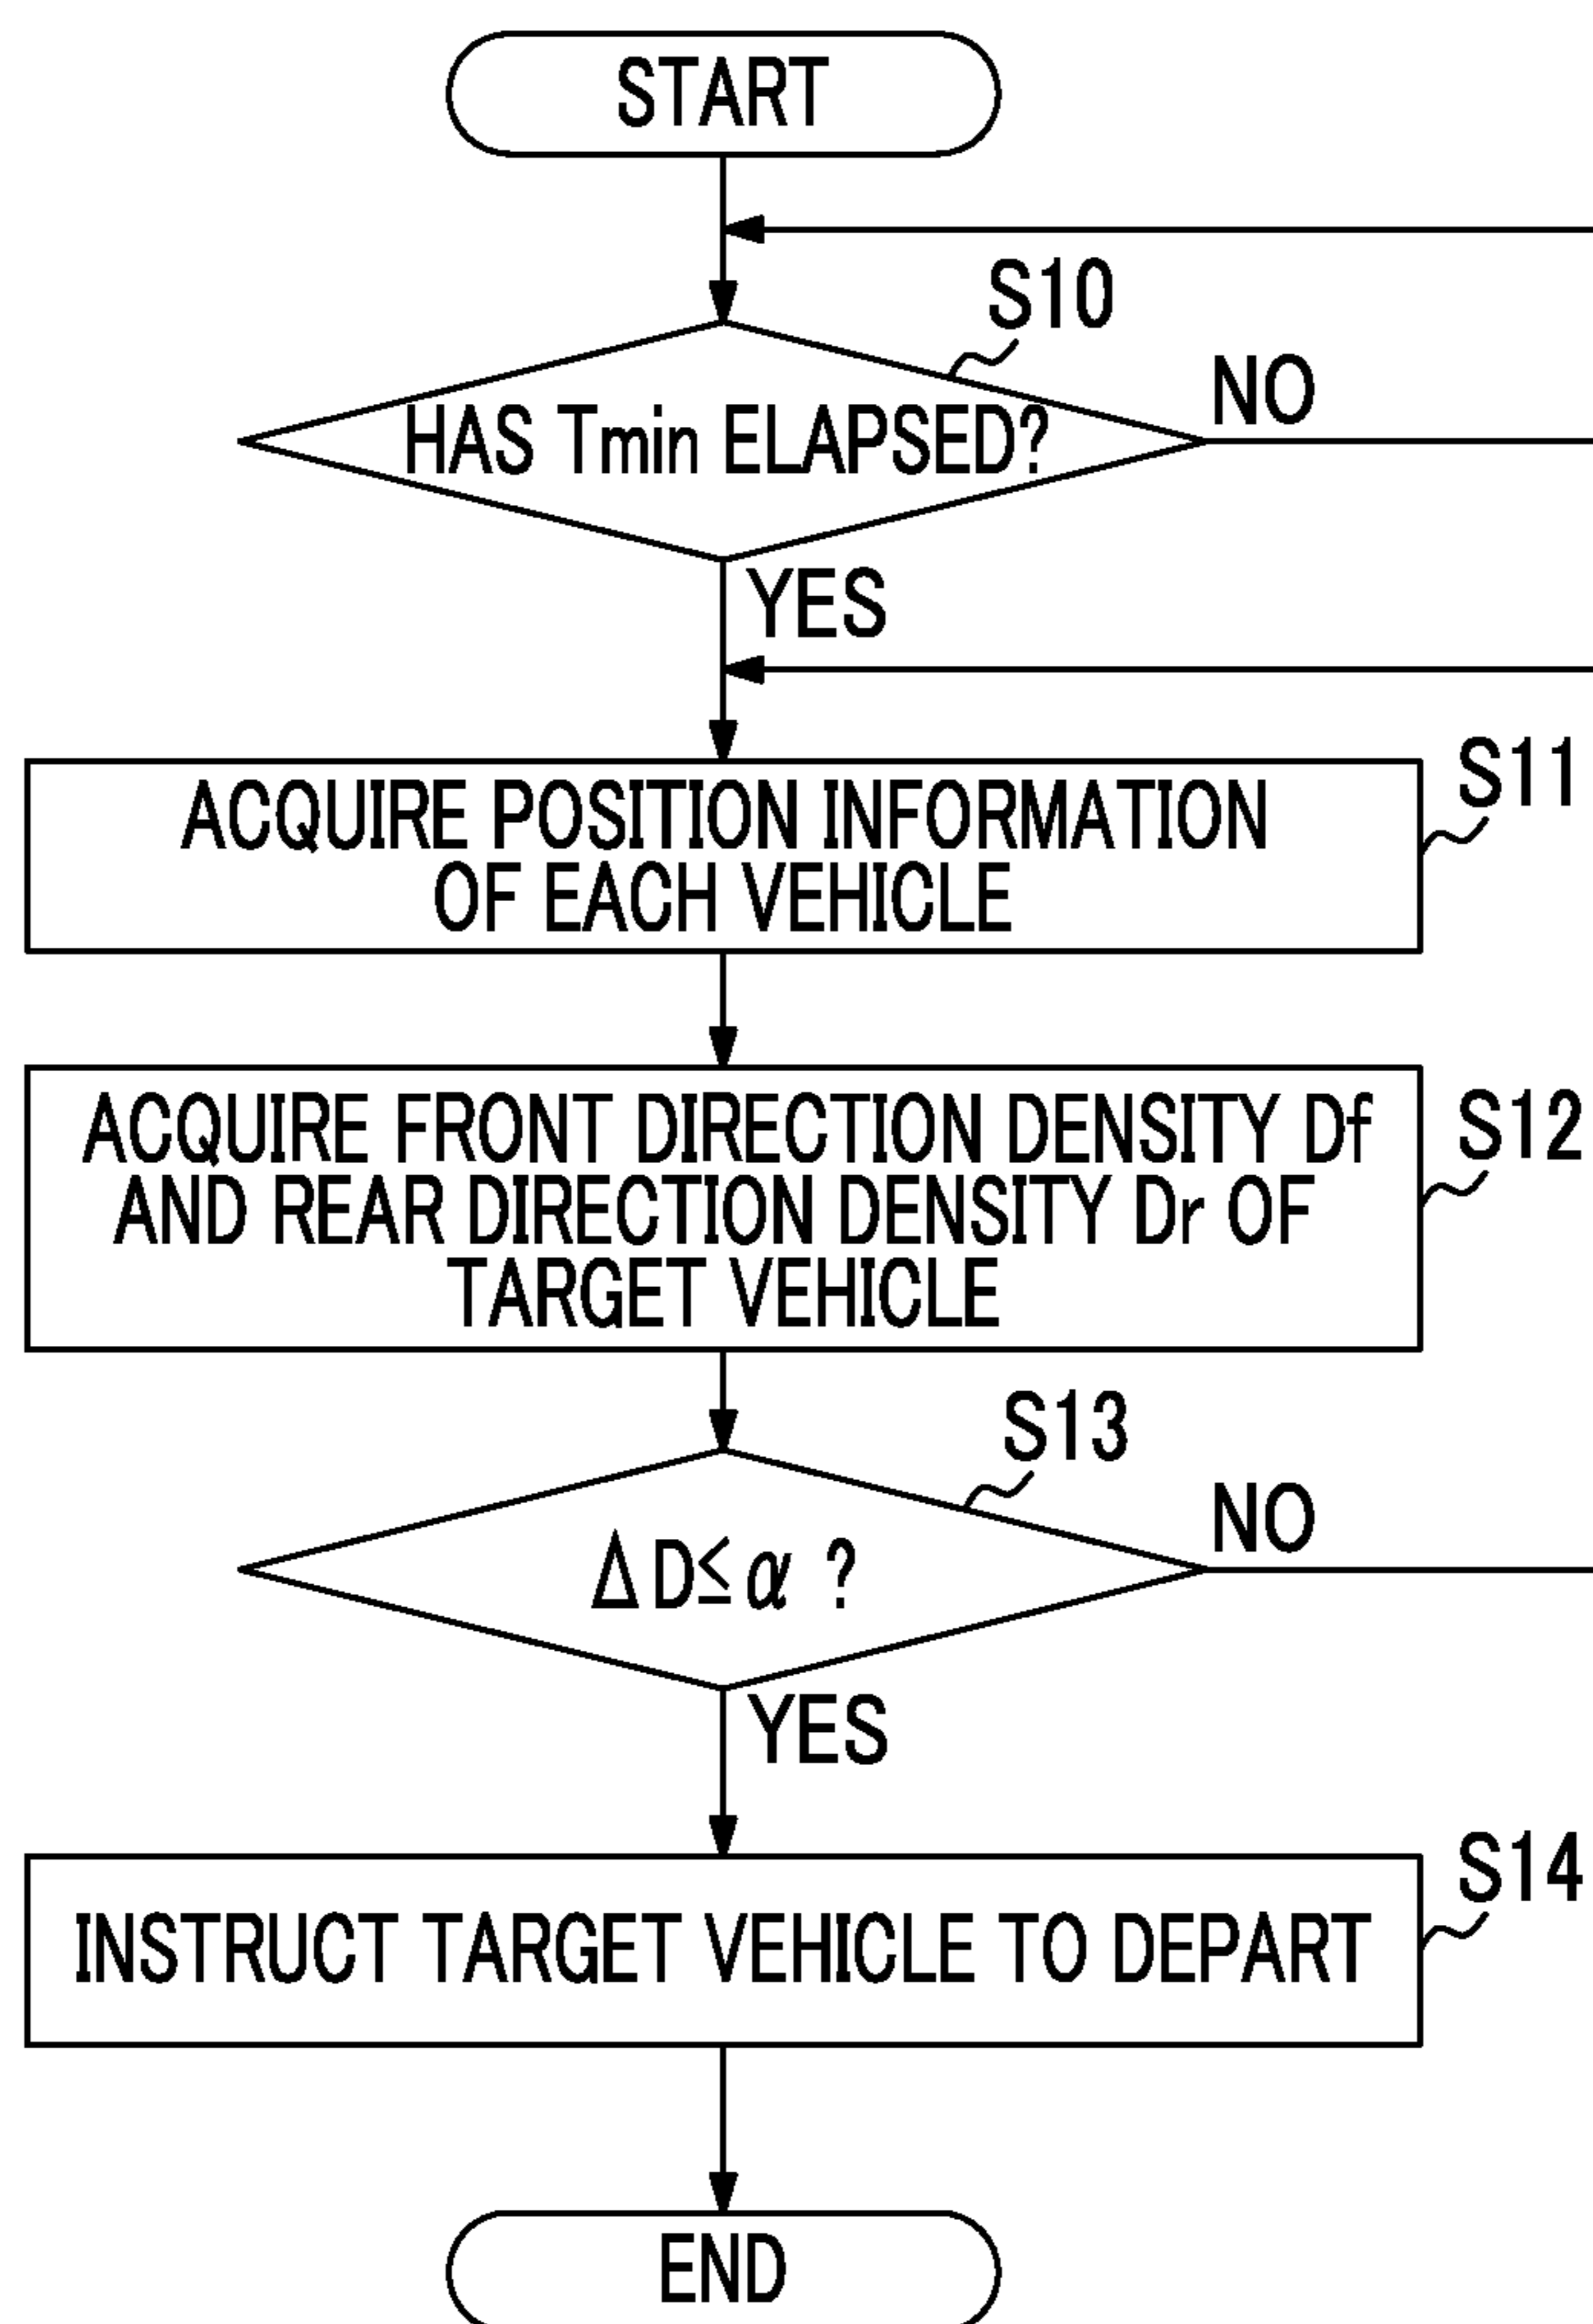 START
S10
HAS Tmin ELAPSED?
NO
YES
S11
ACQUIRE POSITION INFORMATION
OF EACH VEHICLE
S12
ACQUIRE FRONT DIRECTION DENSITY Df
AND REAR DIRECTION DENSITY Dr OF
TARGET VEHICLE
S13
ΔD≦α ?
NO
YES
S14
INSTRUCT TARGET VEHICLE TO DEPART
END